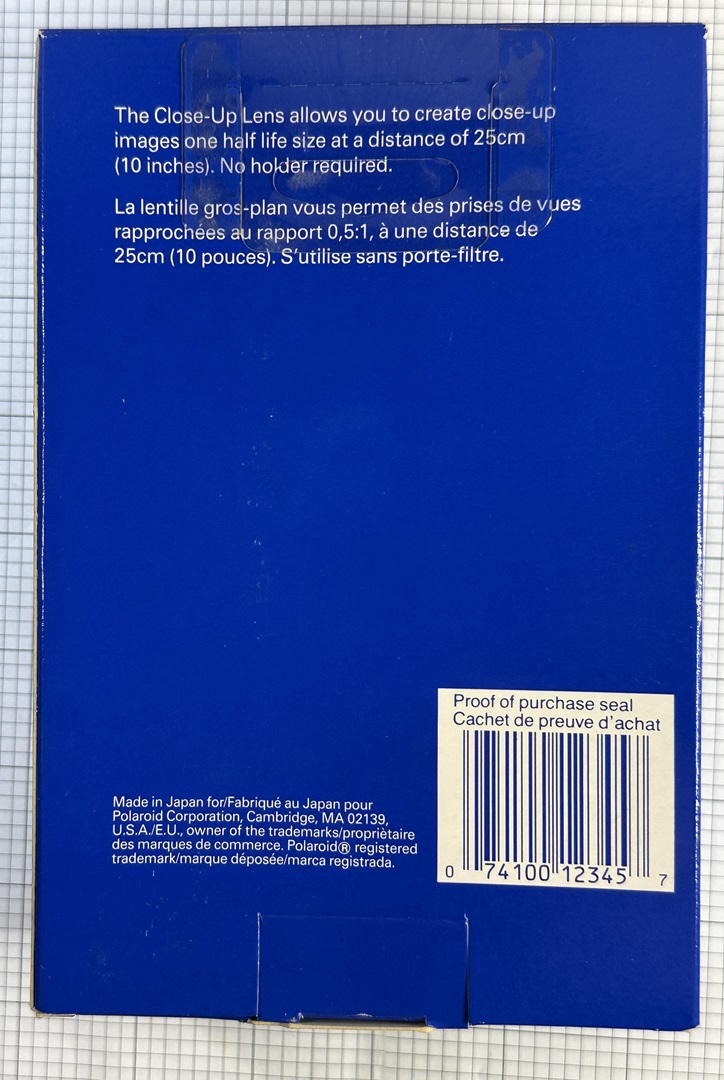 The Close-Up Lens allows you to create close-up
images one half life size at a distance of 25cm
(10 inches). No holder required.
La lentille gros-plan vous permet des prises de vues
rapprochées au rapport 0,5:1, à une distance de
25cm (10 pouces). S'utilise sans porte-filtre.
Proof of purchase seal
Cachet de preuve d'achat
0 74100 12345 7
Made in Japan for/Fabriqué au Japan pour
Polaroid Corporation, Cambridge, MA 02139,
U.S.A./E.U., owner of the trademarks/propriètaire
des marques de commerce. Polaroid® registered
trademark/marque déposée/marca registrada.